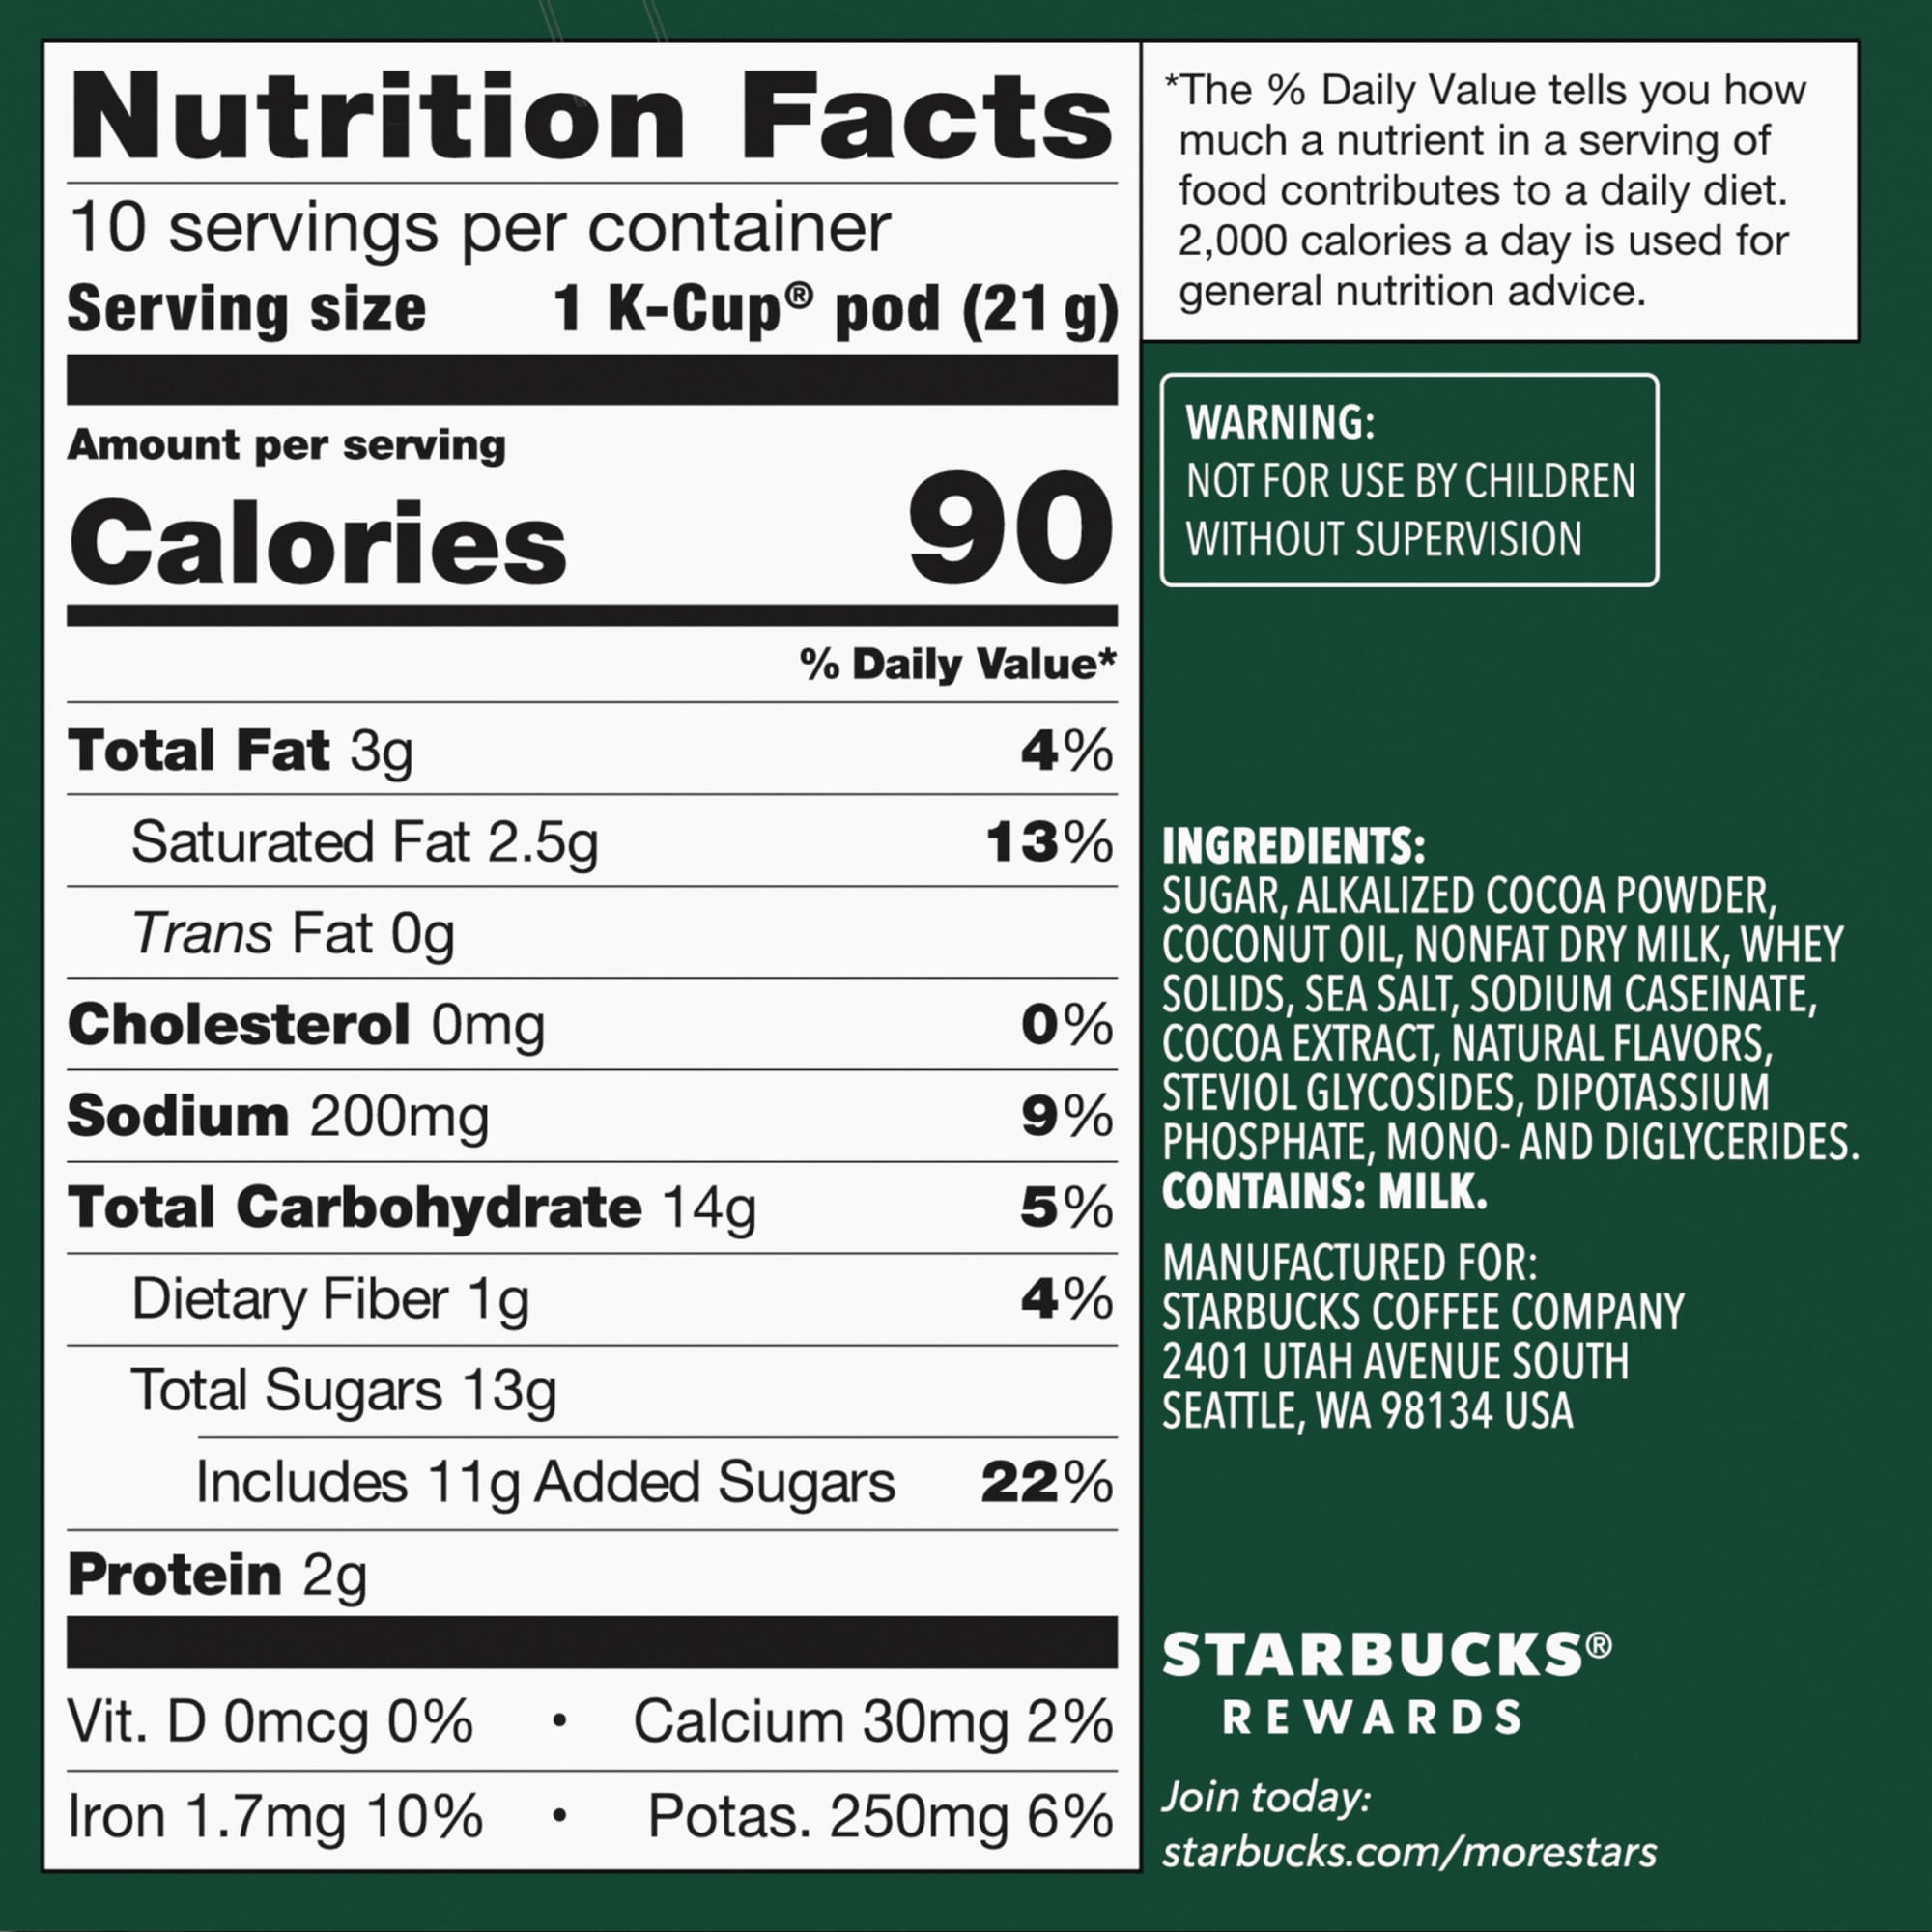 Nutrition Facts
10 servings per container
Serving size 1 K-Cup® pod (21 g)
Amount per serving
Calories 90
% Daily Value*
Total Fat 3g 4%
Saturated Fat 2.5g 13%
Trans Fat 0g
Cholesterol 0mg 0%
Sodium 200mg 9%
Total Carbohydrate 14g 5%
Dietary Fiber 1g 4%
Total Sugars 13g
Includes 11g Added Sugars 22%
Protein 2g
Vit. D 0mcg 0% • Calcium 30mg 2%
Iron 1.7mg 10% • Potas. 250mg 6%
*The % Daily Value tells you how
much a nutrient in a serving of
food contributes to a daily diet.
2,000 calories a day is used for
general nutrition advice.
WARNING:
NOT FOR USE BY CHILDREN
WITHOUT SUPERVISION
INGREDIENTS:
SUGAR, ALKALIZED COCOA POWDER,
COCONUT OIL, NONFAT DRY MILK, WHEY
SOLIDS, SEA SALT, SODIUM CASEINATE,
COCOA EXTRACT, NATURAL FLAVORS,
STEVIOL GLYCOSIDES, DIPOTASSIUM
PHOSPHATE, MONO- AND DIGLYCERIDES.
CONTAINS: MILK.
MANUFACTURED FOR:
STARBUCKS COFFEE COMPANY
2401 UTAH AVENUE SOUTH
SEATTLE, WA 98134 USA
STARBUCKS®
REWARDS
Join today:
starbucks.com/morestars